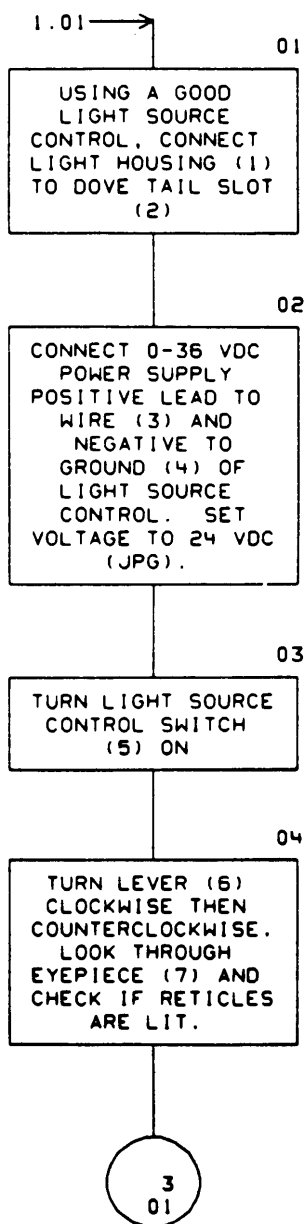 1.01
01
USING A GOOD
LIGHT SOURCE
CONTROL, CONNECT
LIGHT HOUSING (1)
TO DOVE TAIL SLOT
(2)
02
CONNECT 0-36 VDC
POWER SUPPLY
POSITIVE LEAD TO
WIRE (3) AND
NEGATIVE TO
GROUND (4) OF
LIGHT SOURCE
CONTROL. SET
VOLTAGE TO 24 VDC
(JPG).
03
TURN LIGHT SOURCE
CONTROL SWITCH
(5) ON
04
TURN LEVER (6)
CLOCKWISE THEN
COUNTERCLOCKWISE.
LOOK THROUGH
EYEPIECE (7) AND
CHECK IF RETICLES
ARE LIT.
3
01